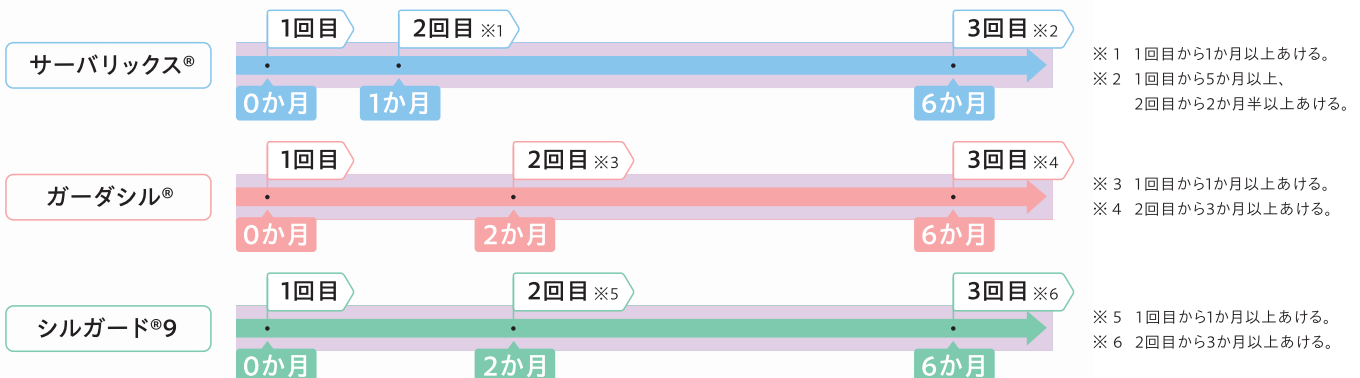 1回目
2回目 ※1
3回目 ※2
サーバリックス®
0か月
1か月
6か月
※1 1回目から1か月以上あける。
※2 1回目から5か月以上、
2回目から2か月半以上あける。
1回目
2回目 ※3
3回目 ※4
ガーダシル®
0か月
2か月
6か月
※3 1回目から1か月以上あける。
※4 2回目から3か月以上あける。
1回目
2回目 ※5
3回目 ※6
シルガード®9
0か月
2か月
6か月
※5 1回目から1か月以上あける。
※6 2回目から3か月以上あける。